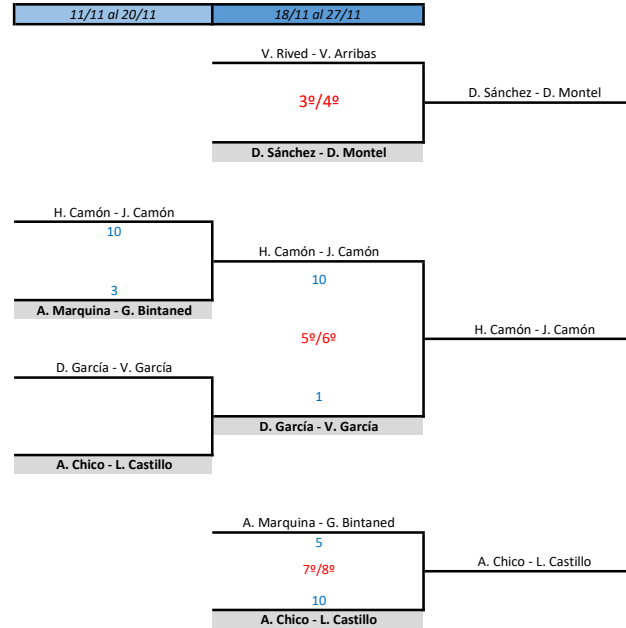 11/11 al 20/11 18/11 al 27/11
V. Rived - V. Arribas
3º/4º
D. Sánchez - D. Montel
D. Sánchez - D. Montel
H. Camón - J. Camón
10
3
A. Marquina - G. Bintaned
H. Camón - J. Camón
10
5º/6º
1
D. García - V. García
H. Camón - J. Camón
D. García - V. García
A. Chico - L. Castillo
A. Marquina - G. Bintaned
5
7º/8º
10
A. Chico - L. Castillo
A. Chico - L. Castillo